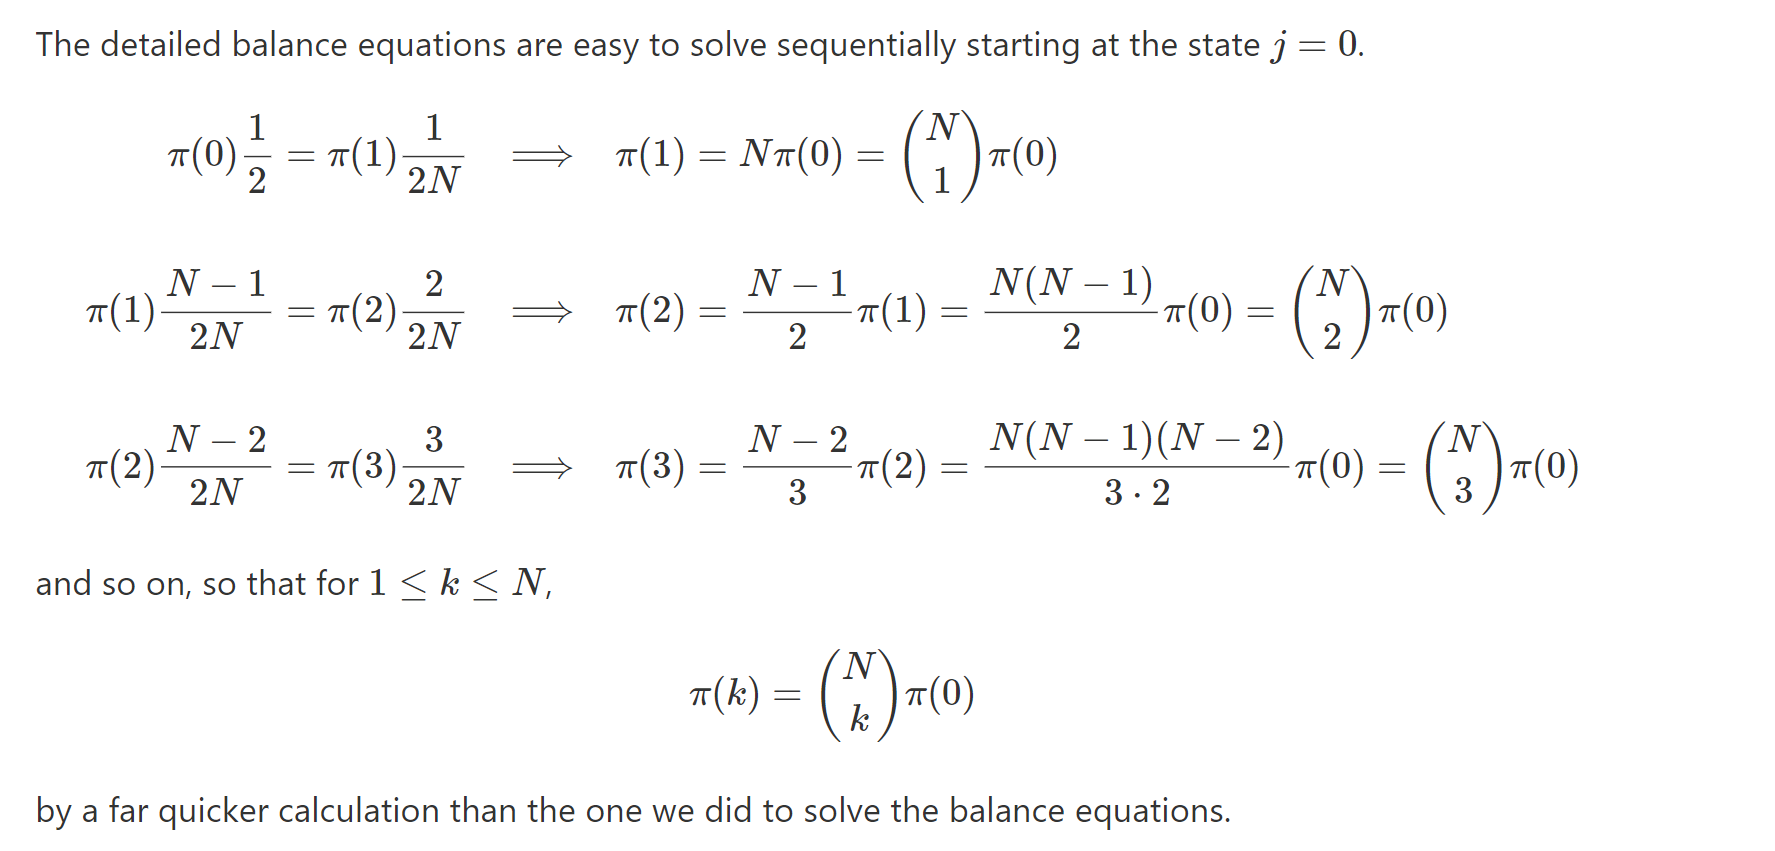 The detailed balance equations are easy to solve sequentially starting at the state $j = 0$.
$\pi(0)\frac{1}{2} = \pi(1)\frac{1}{2N} \implies \pi(1) = N\pi(0) = \binom{N}{1}\pi(0)$
$\pi(1)\frac{N-1}{2N} = \pi(2)\frac{2}{2N} \implies \pi(2) = \frac{N-1}{2}\pi(1) = \frac{N(N-1)}{2}\pi(0) = \binom{N}{2}\pi(0)$
$\pi(2)\frac{N-2}{2N} = \pi(3)\frac{3}{2N} \implies \pi(3) = \frac{N-2}{3}\pi(2) = \frac{N(N-1)(N-2)}{3 \cdot 2}\pi(0) = \binom{N}{3}\pi(0)$
and so on, so that for $1 \leq k \leq N$,
$\pi(k) = \binom{N}{k}\pi(0)$
by a far quicker calculation than the one we did to solve the balance equations.